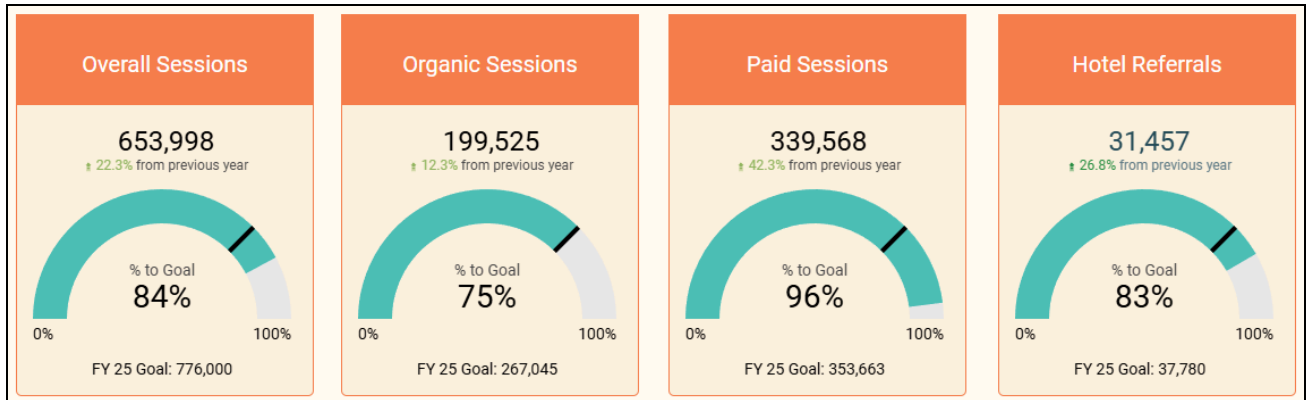 Overall Sessions
653,998
22.3% from previous year
% to Goal
84%
0% 100%
FY 25 Goal: 776,000
Organic Sessions
199,525
12.3% from previous year
% to Goal
75%
0% 100%
FY 25 Goal: 267,045
Paid Sessions
339,568
42.3% from previous year
% to Goal
96%
0% 100%
FY 25 Goal: 353,663
Hotel Referrals
31,457
26.8% from previous year
% to Goal
83%
0% 100%
FY 25 Goal: 37,780